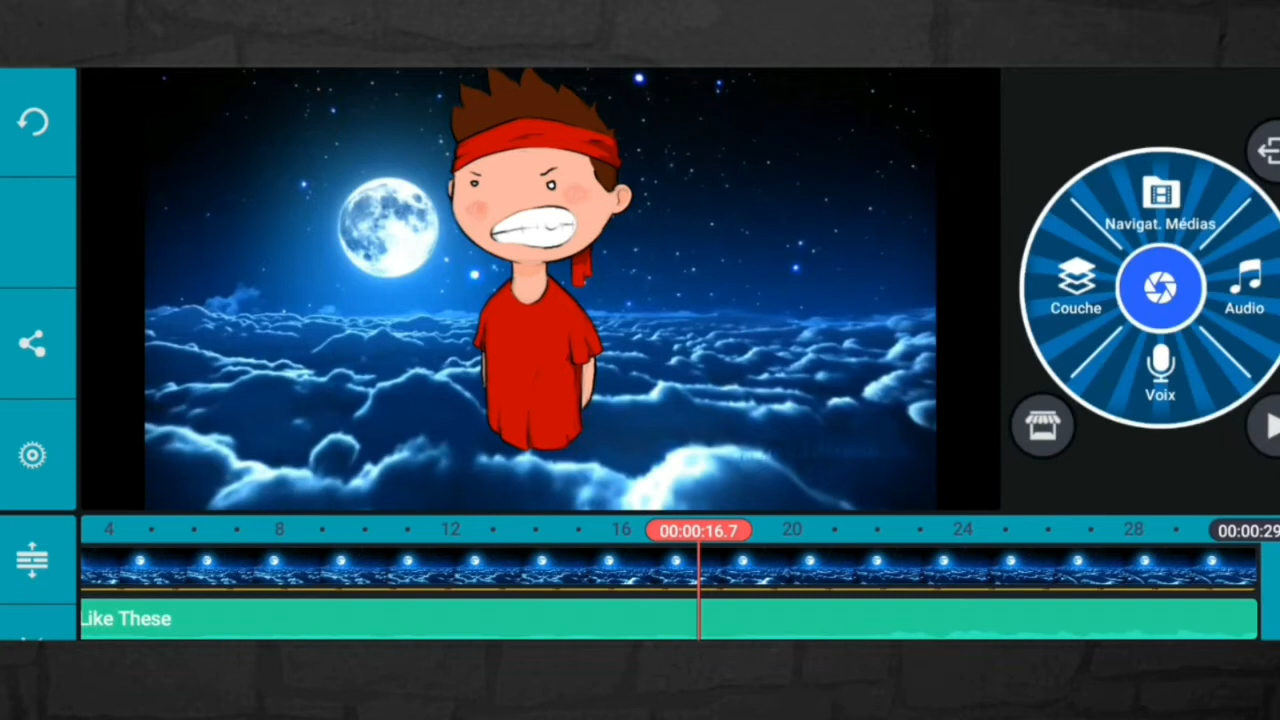 Navigat. Médias
Couche
Audio
Voix
4 8 12 16 00:00:16.7 20 24 28 00:00:29
Like These